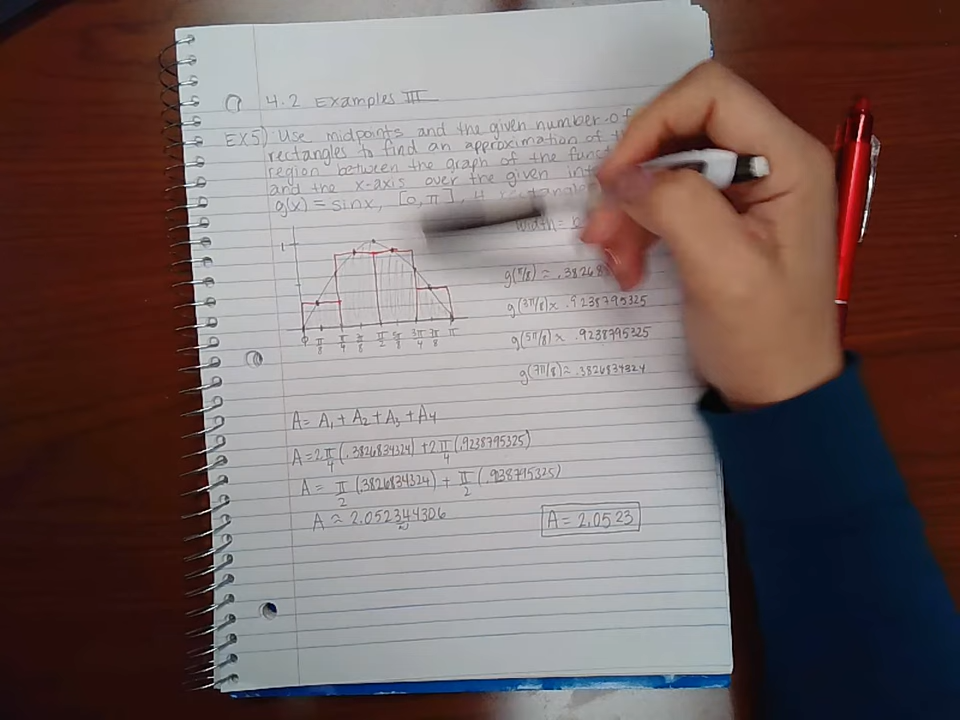 4.2 Examples III
EX5) Use midpoints and the given number of
rectangles to find an approximation of
region between the graph of the
and the x-axis over the given
g(x) = sinx, [0, π], 4
width =
g(π/8) ≈ .38268
g(3π/8) ≈ .9238795325
g(5π/8) ≈ .9238795325
g(7π/8) ≈ .3826834324
1
0 π/8 π/4 3π/8 π/2 5π/8 3π/4 7π/8 π
A = A1 + A2 + A3 + A4
A = 2π/4 (.3826834324) + 2π/4 (.9238795325)
A = π/2 (.3826834324) + π/2 (.9238795325)
A ≈ 2.052344306
A = 2.0523